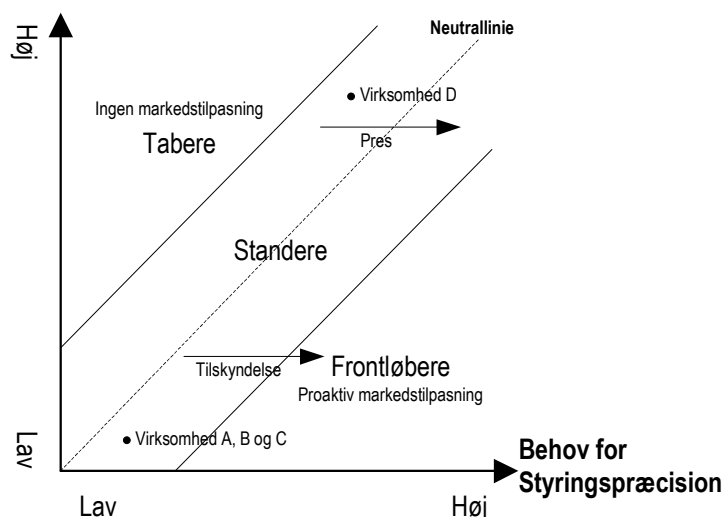 Høj
Neutrallinie
Virksomhed D
Ingen markedstilpasning
Tabere
Pres
Standere
Tilskyndelse
Frontløbere
Proaktiv markedstilpasning
Virksomhed A, B og C
Lav
Behov for
Styringspræcision
Lav
Høj